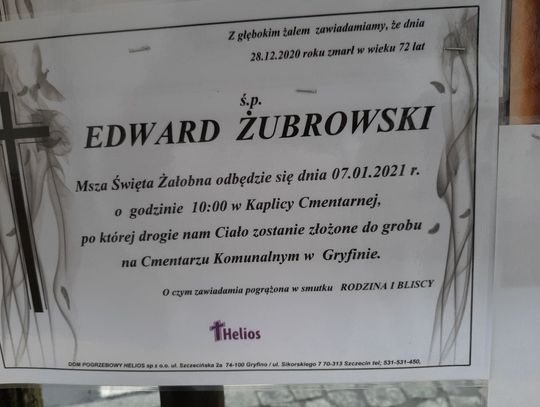 Z głębokim żalem zawiadamiamy, że dnia
28.12.2020 roku zmarł w wieku 72 lat
ś.p.
EDWARD ŻUBROWSKI
Msza Święta Żałobna odbędzie się dnia 07.01.2021 r.
o godzinie 10:00 w Kaplicy Cmentarnej,
po której drogie nam Ciało zostanie złożone do grobu
na Cmentarzu Komunalnym w Gryfinie.
O czym zawiadamia pogrążona w smutku RODZINA I BLISCY
Helios
DOM POGRZEBOWY HELIOS sp z o.o. ul. Szczecińska 2a 74-100 Gryfino / ul. Sikorskiego 7 70-313 Szczecin tel; 531-531-450,